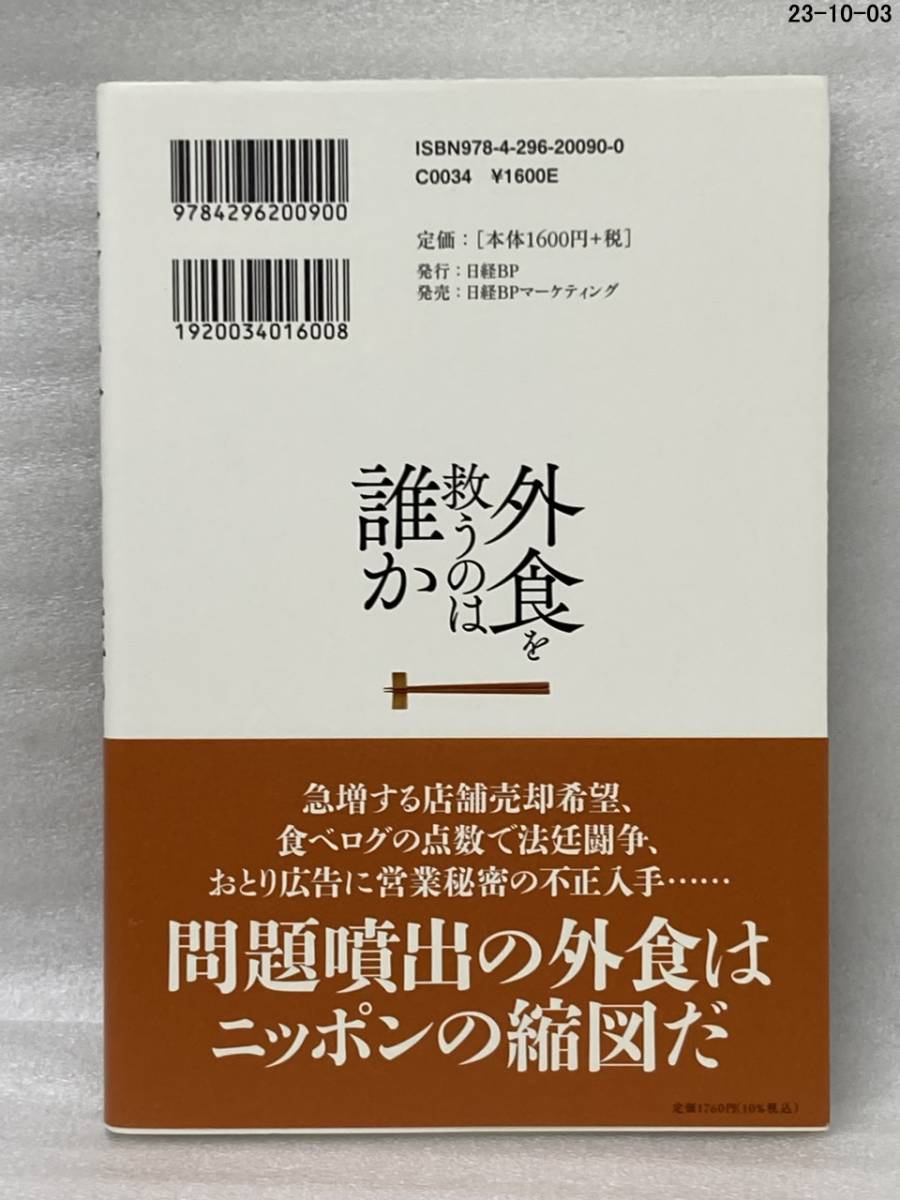 23-10-03
ISBN978-4-296-20090-0
C0034 ¥1600E
9784296200900
定価：［本体1600円+税］
発行：日経BP
発売：日経BPマーケティング
1920034016008
外食を
救うのは
誰か
急増する店舗売却希望、
食べログの点数で法廷闘争、
おとり広告に営業秘密の不正入手……
問題噴出の外食は
ニッポンの縮図だ
定価1760円(10%税込)